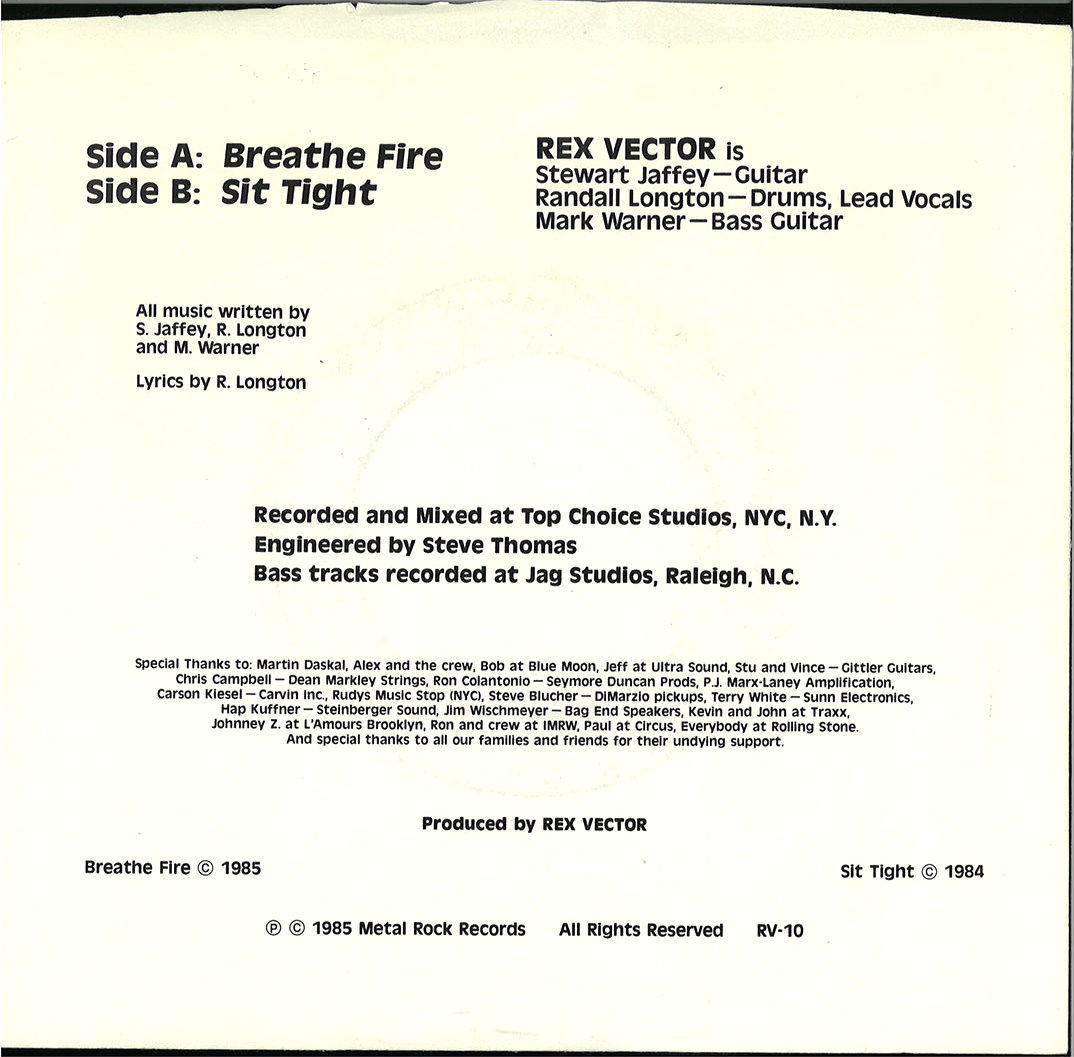 Side A: Breathe Fire
Side B: Sit Tight
REX VECTOR is
Stewart Jaffey—Guitar
Randall Longton—Drums, Lead Vocals
Mark Warner—Bass Guitar
All music written by
S. Jaffey, R. Longton
and M. Warner
Lyrics by R. Longton
Recorded and Mixed at Top Choice Studios, NYC, N.Y.
Engineered by Steve Thomas
Bass tracks recorded at Jag Studios, Raleigh, N.C.
Special Thanks to: Martin Daskal, Alex and the crew, Bob at Blue Moon, Jeff at Ultra Sound, Stu and Vince — Gittler Guitars,
Chris Campbell — Dean Markley Strings, Ron Colantonio — Seymore Duncan Prods, P.J. Marx-Laney Amplification,
Carson Kiesel — Carvin Inc., Rudys Music Stop (NYC), Steve Blucher — DiMarzio pickups, Terry White — Sunn Electronics,
Hap Kuffner — Steinberger Sound, Jim Wischmeyer — Bag End Speakers, Kevin and John at Traxx,
Johnney Z. at L'Amours Brooklyn, Ron and crew at IMRW, Paul at Circus, Everybody at Rolling Stone.
And special thanks to all our families and friends for their undying support.
Produced by REX VECTOR
Breathe Fire © 1985
Sit Tight © 1984
℗ © 1985 Metal Rock Records All Rights Reserved RV-10